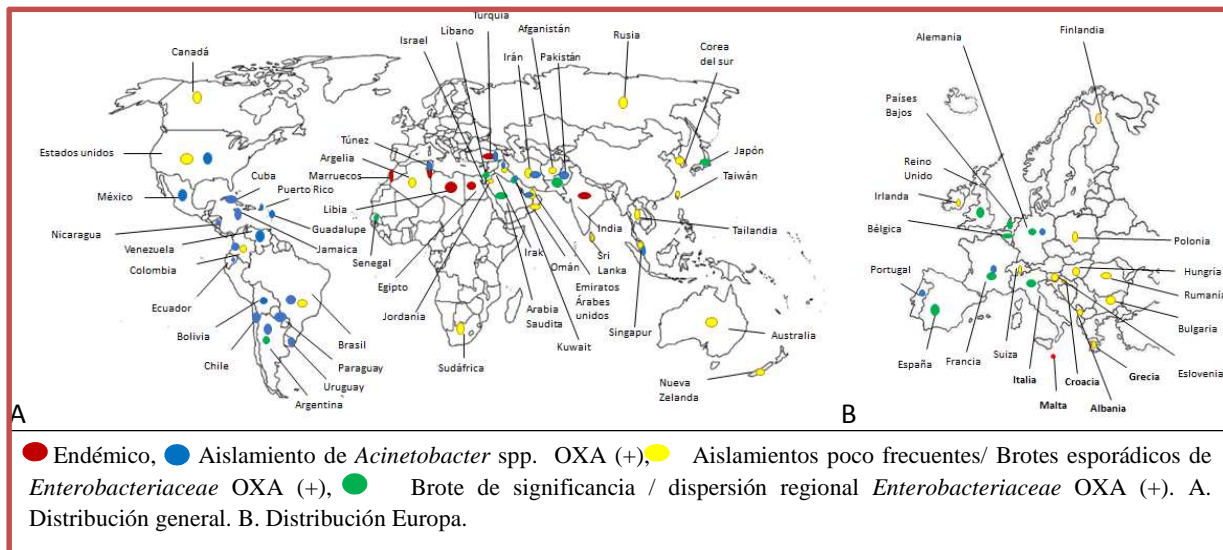 Turquía
Líbano
Afganistán
Rusia
Finlandia
Alemania
Israel
Irán
Pakistán
Corea
del sur
Canadá
Países
Bajos
Túnez
Argelia
Marruecos
Estados unidos
Japón
Reino
Unido
Taiwán
Irlanda
México
Cuba
Puerto Rico
Libia
Guadalupe
India
Tailandia
Bélgica
Polonia
Nicaragua
Jamaica
Venezuela
Senegal
Irak
Omán
Sri
Lanka
Colombia
Hungría
Portugal
Rumania
Egipto
Emiratos
Árabes
unidos
Ecuador
Jordania
Arabia
Saudita
Singapur
Australia
Bulgaria
Bolivia
Brasil
Kuwait
España
Francia
Suiza
Eslovenia
Chile
Paraguay
Sudáfrica
Italia
Croacia
Grecia
Uruguay
Nueva
Zelanda
Malta
Albania
Argentina
A
B
Endémico, Aislamiento de Acinetobacter spp. OXA (+), Aislamientos poco frecuentes/ Brotes esporádicos de
Enterobacteriaceae OXA (+), Brote de significancia / dispersión regional Enterobacteriaceae OXA (+). A.
Distribución general. B. Distribución Europa.